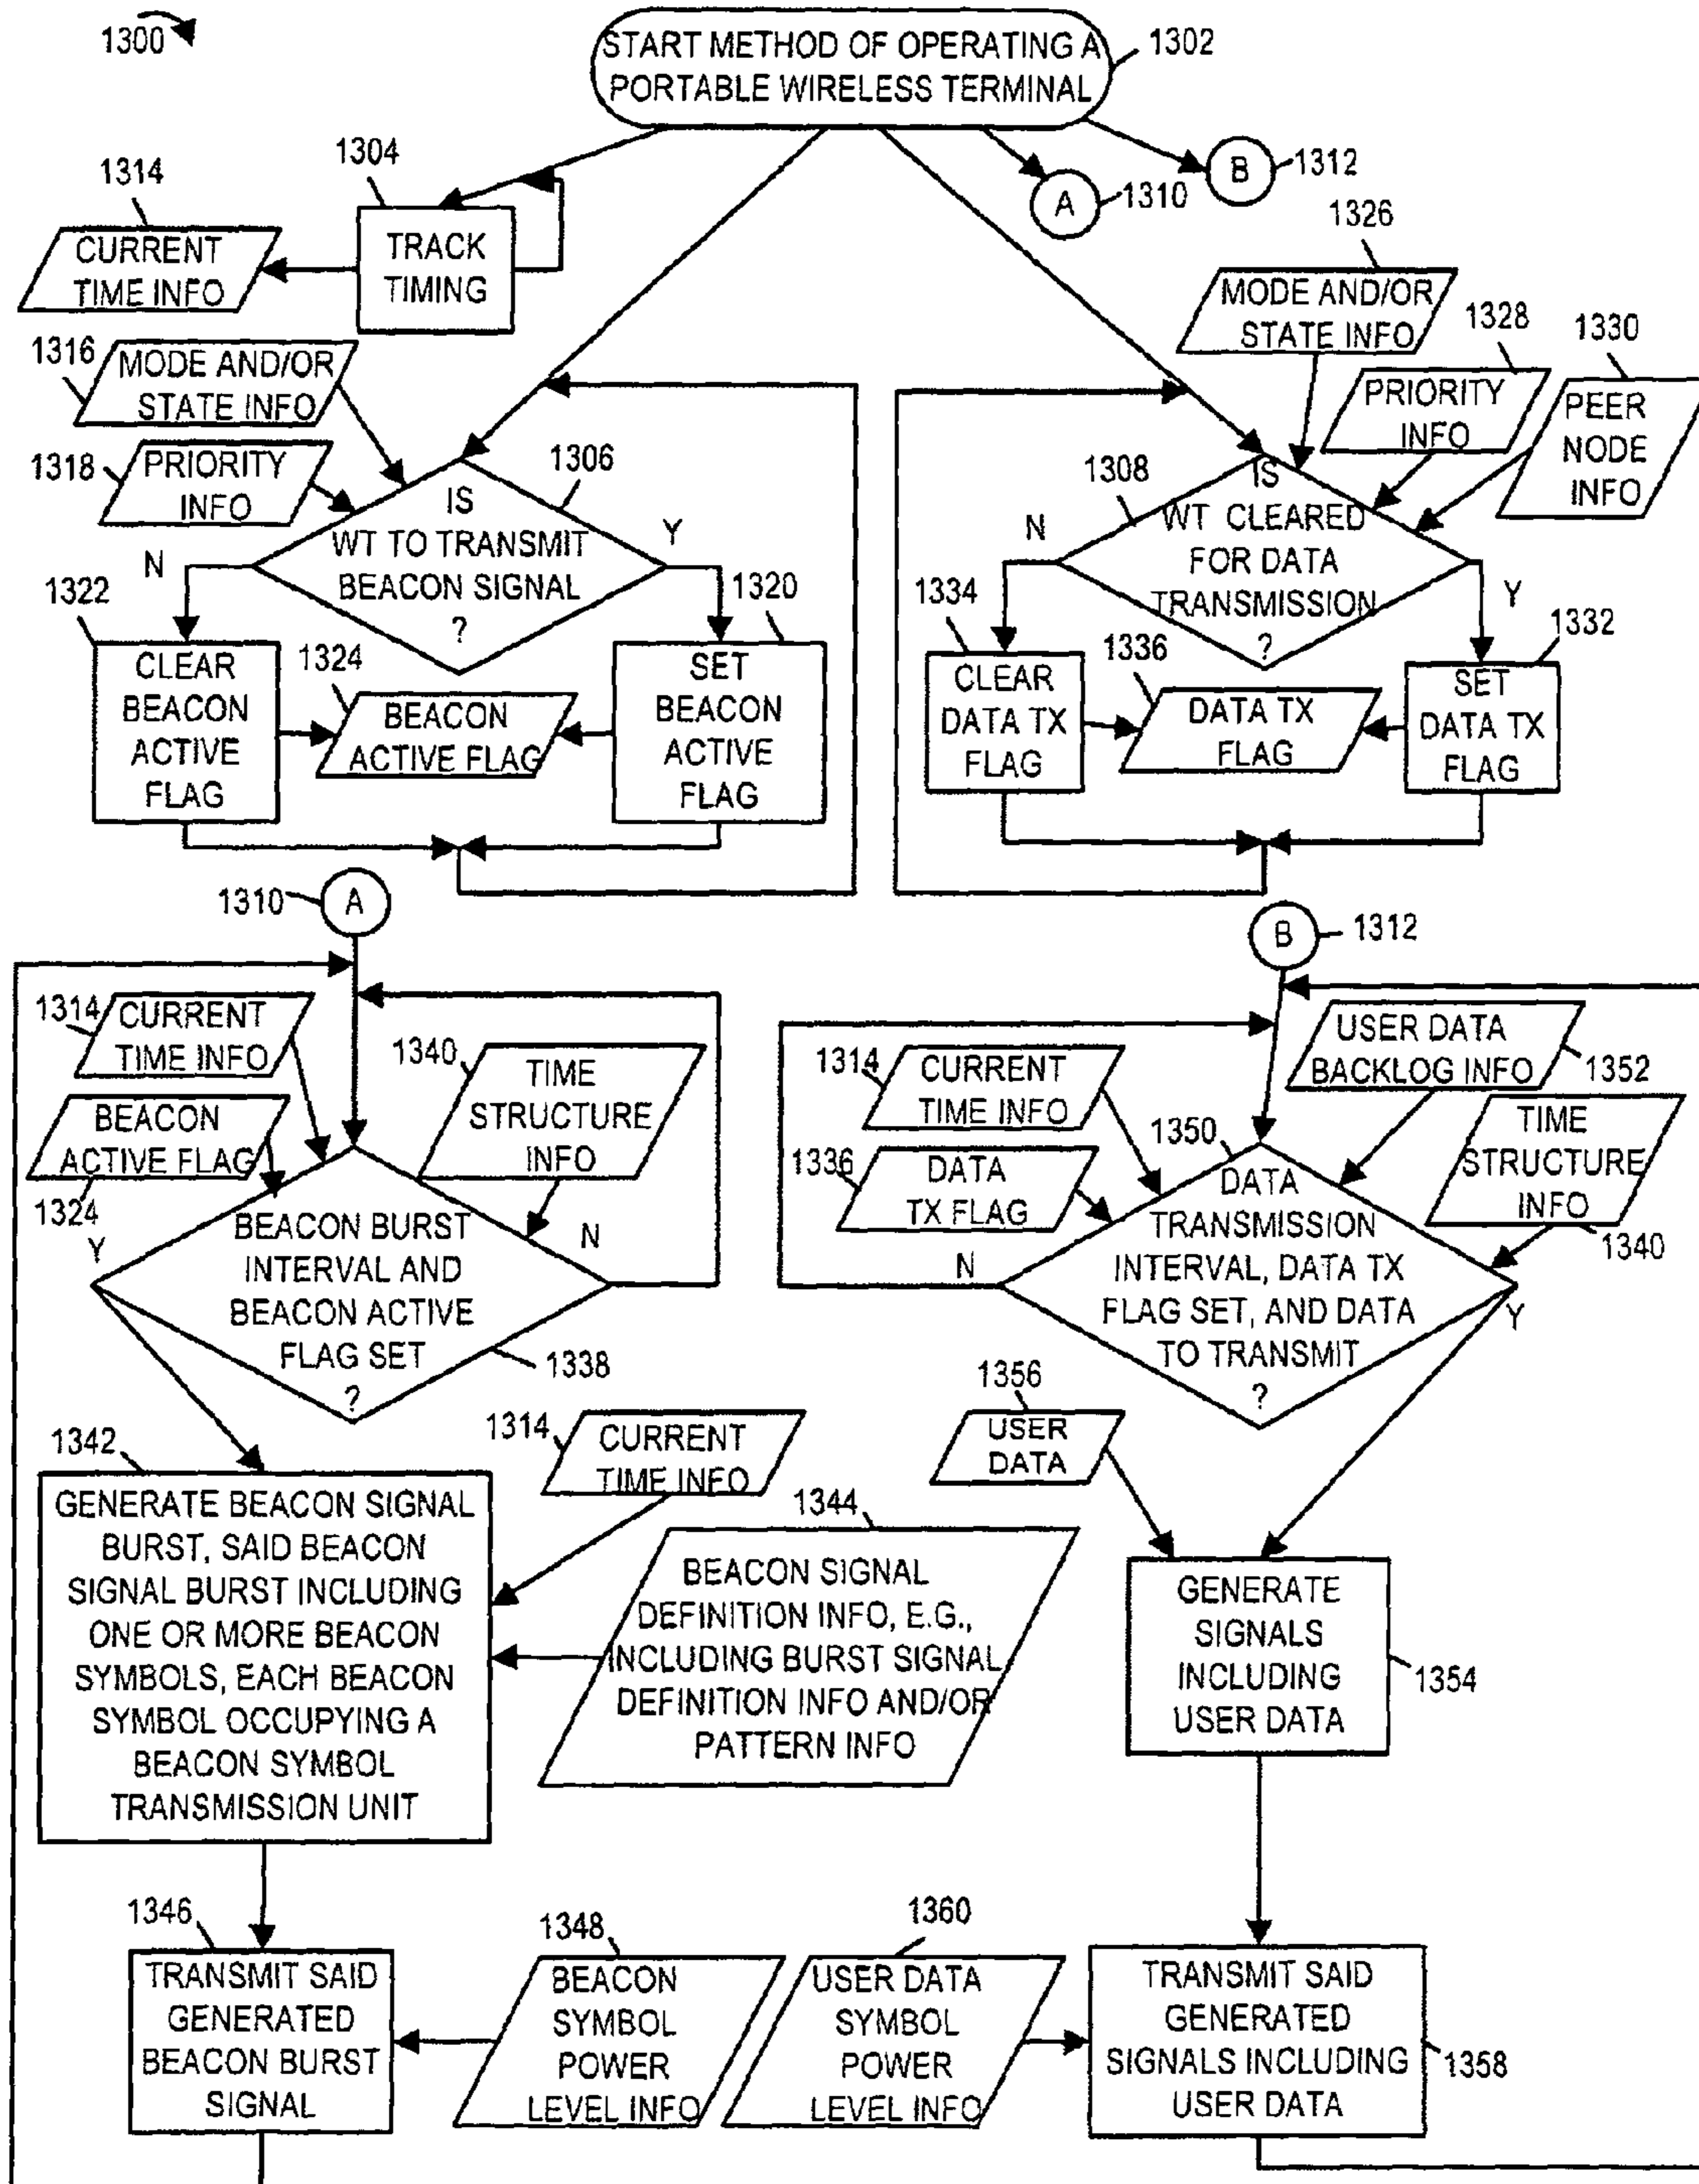 1300
START METHOD OF OPERATING A
PORTABLE WIRELESS TERMINAL
1302
1304
1314
CURRENT
TIME INFO
TRACK
TIMING
A
1310
B
1312
1316
MODE AND/OR
STATE INFO
1318
PRIORITY
INFO
1306
IS
WT TO TRANSMIT
BEACON SIGNAL
?
N
Y
1322
CLEAR
BEACON
ACTIVE
FLAG
1324
BEACON
ACTIVE FLAG
1320
SET
BEACON
ACTIVE
FLAG
1326
MODE AND/OR
STATE INFO
1328
PRIORITY
INFO
1330
PEER
NODE
INFO
1308
IS
WT CLEARED
FOR DATA
TRANSMISSION
?
N
Y
1334
CLEAR
DATA TX
FLAG
1336
DATA TX
FLAG
1332
SET
DATA TX
FLAG
1310
A
1314
CURRENT
TIME INFO
BEACON
ACTIVE FLAG
1324
1340
TIME
STRUCTURE
INFO
Y
N
BEACON BURST
INTERVAL AND
BEACON ACTIVE
FLAG SET
?
1338
1342
GENERATE BEACON SIGNAL
BURST, SAID BEACON
SIGNAL BURST INCLUDING
ONE OR MORE BEACON
SYMBOLS, EACH BEACON
SYMBOL OCCUPYING A
BEACON SYMBOL
TRANSMISSION UNIT
1314
CURRENT
TIME INFO
1344
BEACON SIGNAL
DEFINITION INFO, E.G.,
INCLUDING BURST SIGNAL
DEFINITION INFO AND/OR
PATTERN INFO
1346
TRANSMIT SAID
GENERATED
BEACON BURST
SIGNAL
1348
BEACON
SYMBOL
POWER
LEVEL INFO
B
1312
1314
CURRENT
TIME INFO
USER DATA
BACKLOG INFO
1352
1336
DATA
TX FLAG
1350
TIME
STRUCTURE
INFO
1340
DATA
TRANSMISSION
INTERVAL, DATA TX
FLAG SET, AND DATA
TO TRANSMIT
?
N
Y
1356
USER
DATA
GENERATE
SIGNALS
INCLUDING
USER DATA
1354
1360
USER DATA
SYMBOL
POWER
LEVEL INFO
TRANSMIT SAID
GENERATED
SIGNALS INCLUDING
USER DATA
1358